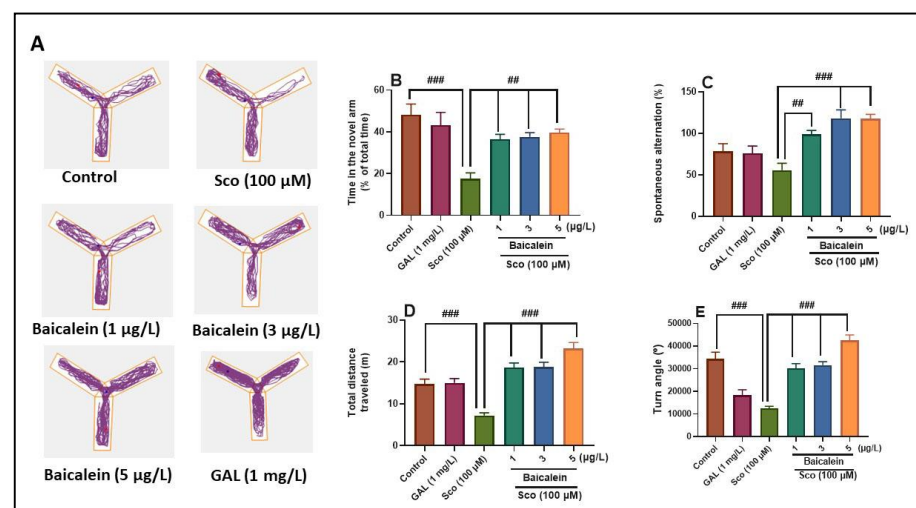 A
Control
Sco (100 µM)
Baicalein (1 µg/L)
Baicalein (3 µg/L)
Baicalein (5 µg/L)
GAL (1 mg/L)
B
###
##
Time in the novel arm
(% of total time)
60
40
20
0
Control
GAL (1 mg/L)
Sco (100 µM)
1
3
5
(µg/L)
Baicalein
Sco (100 µM)
C
###
##
Spontaneous alternation (%)
150
100
50
0
Control
GAL (1 mg/L)
Sco (100 µM)
1
3
5
(µg/L)
Baicalein
Sco (100 µM)
D
###
###
Total distance
traveled (m)
30
20
10
0
Control
GAL (1 mg/L)
Sco (100 µM)
1
3
5
(µg/L)
Baicalein
Sco (100 µM)
E
###
###
Turn angle (º)
50000
40000
30000
20000
10000
0
Control
GAL (1 mg/L)
Sco (100 µM)
1
3
5
(µg/L)
Baicalein
Sco (100 µM)